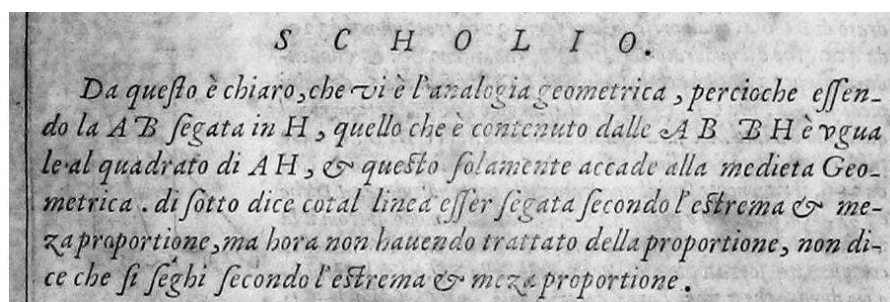 S C H O L I O.
Da questo è chiaro, che vi è l'analogia geometrica, percioche essen-
do la AB segata in H, quello che è contenuto dalle A B B H è vgua
le al quadrato di A H, & questo solamente accade alla medieta Geo-
metrica. di sotto dice cotal linea esser segata secondo l'estrema & me-
za proportione, ma hora non hauendo trattato della proportione, non di-
ce che si seghi secondo l'estrema & meza proportione.